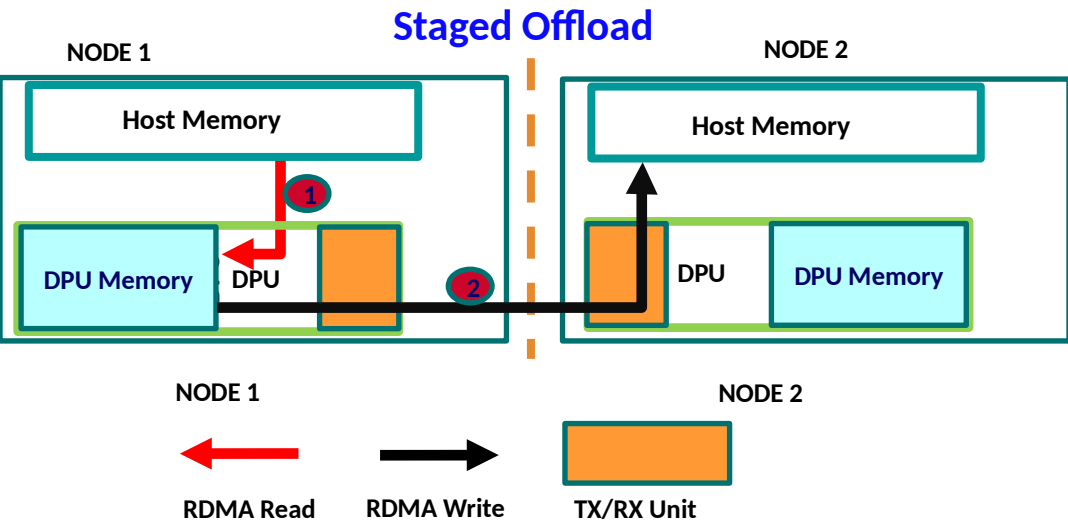 Staged Offload
NODE 1
NODE 2
Host Memory
Host Memory
1
DPU Memory
DPU
2
DPU
DPU Memory
NODE 1
NODE 2
RDMA Read
RDMA Write
TX/RX Unit